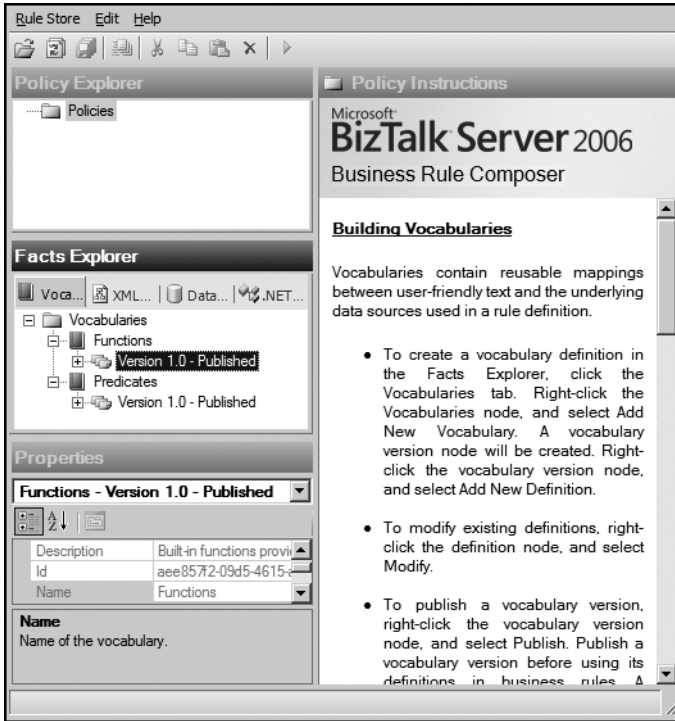 Rule Store Edit Help
Policy Explorer
Policies
Facts Explorer
Voca... XML... Data... .NET...
Vocabularies
Functions
Version 1.0 - Published
Predicates
Version 1.0 - Published
Properties
Functions - Version 1.0 - Published
Description Built-in functions provi
Id aee857f2-09d5-4615-
Name Functions
Name
Name of the vocabulary.
Policy Instructions
Microsoft
BizTalk Server 2006
Business Rule Composer
Building Vocabularies
Vocabularies contain reusable mappings
between user-friendly text and the underlying
data sources used in a rule definition.
• To create a vocabulary definition in
the Facts Explorer, click the
Vocabularies tab. Right-click the
Vocabularies node, and select Add
New Vocabulary. A vocabulary
version node will be created. Right-
click the vocabulary version node,
and select Add New Definition.
• To modify existing definitions, right-
click the definition node, and select
Modify.
• To publish a vocabulary version,
right-click the vocabulary version
node, and select Publish. Publish a
vocabulary version before using its
definitions in business rules. A